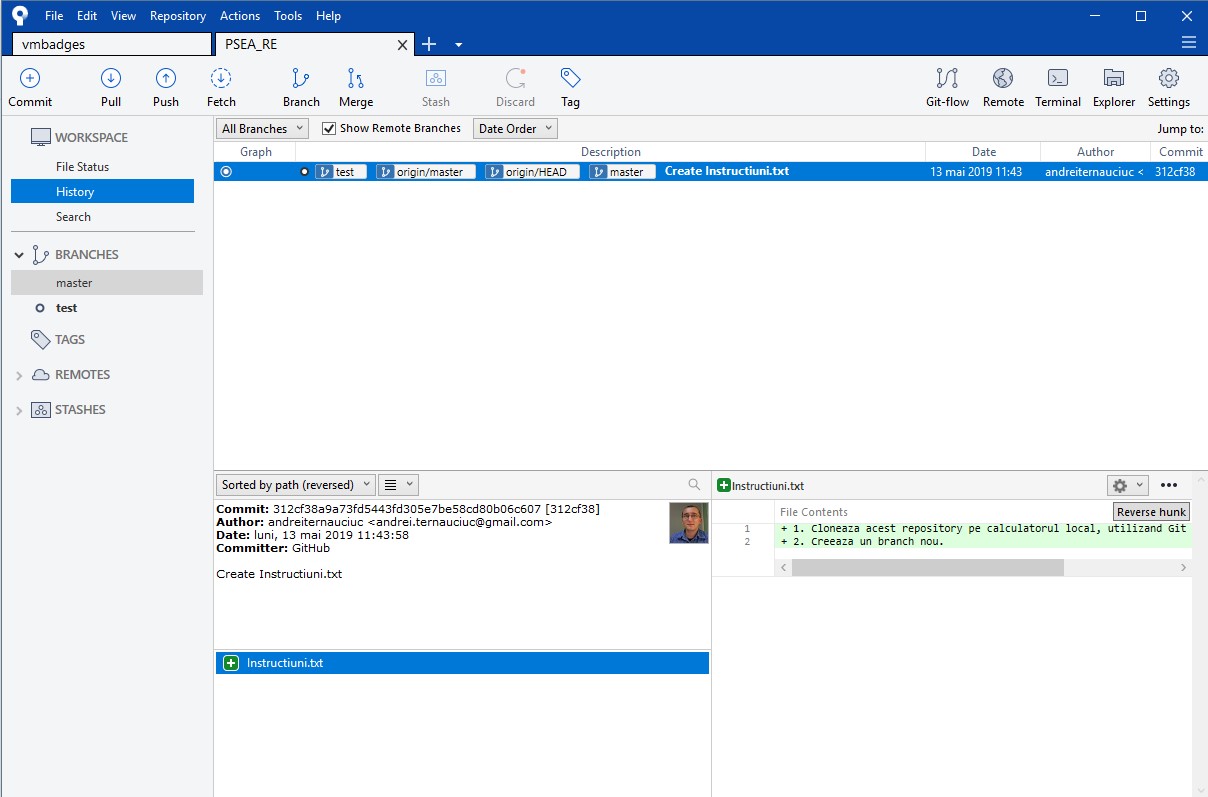 File Edit View Repository Actions Tools Help
vmbadges PSEA_RE
Commit Pull Push Fetch Branch Merge Stash Discard Tag Git-flow Remote Terminal Explorer Settings
WORKSPACE
File Status
History
Search
BRANCHES
master
test
TAGS
REMOTES
STASHES
All Branches Show Remote Branches Date Order Jump to:
Graph Description Date Author Commit
test origin/master origin/HEAD master Create Instructiuni.txt 13 mai 2019 11:43 andreiternauciuc < 312cf38
Sorted by path (reversed)
Commit: 312cf38a9a73fd5443fd305e7be58cd80b06c607 [312cf38]
Author: andreiternauciuc <andrei.ternauciuc@gmail.com>
Date: luni, 13 mai 2019 11:43:58
Committer: GitHub
Create Instructiuni.txt
Instructiuni.txt
Instructiuni.txt
File Contents Reverse hunk
1 + 1. Cloneaza acest repository pe calculatorul local, utilizand Git
2 + 2. Creeaza un branch nou.